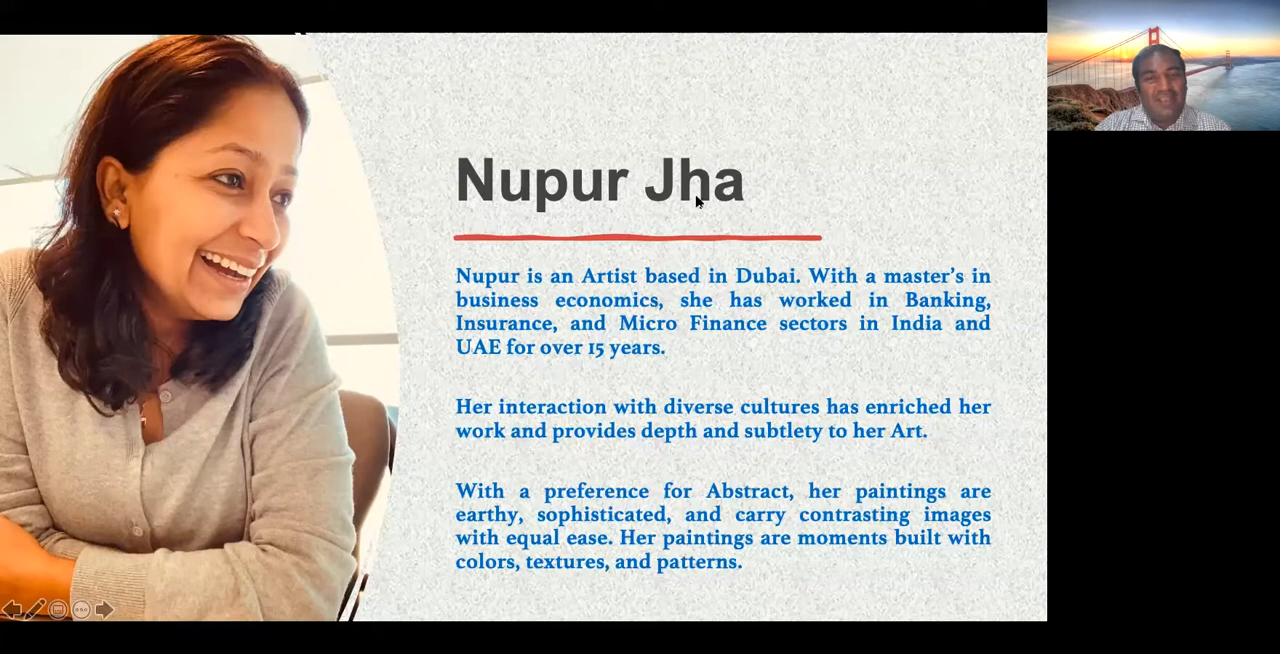 Nupur Jha
Nupur is an Artist based in Dubai. With a master’s in
business economics, she has worked in Banking,
Insurance, and Micro Finance sectors in India and
UAE for over 15 years.
Her interaction with diverse cultures has enriched her
work and provides depth and subtlety to her Art.
With a preference for Abstract, her paintings are
earthy, sophisticated, and carry contrasting images
with equal ease. Her paintings are moments built with
colors, textures, and patterns.